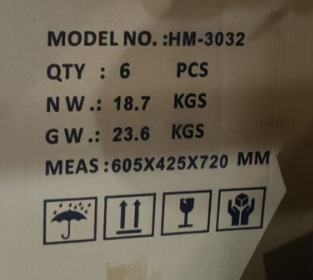 MODEL NO. :HM-3032
QTY : 6 PCS
N W .: 18.7 KGS
G W .: 23.6 KGS
MEAS :605X425X720 MM